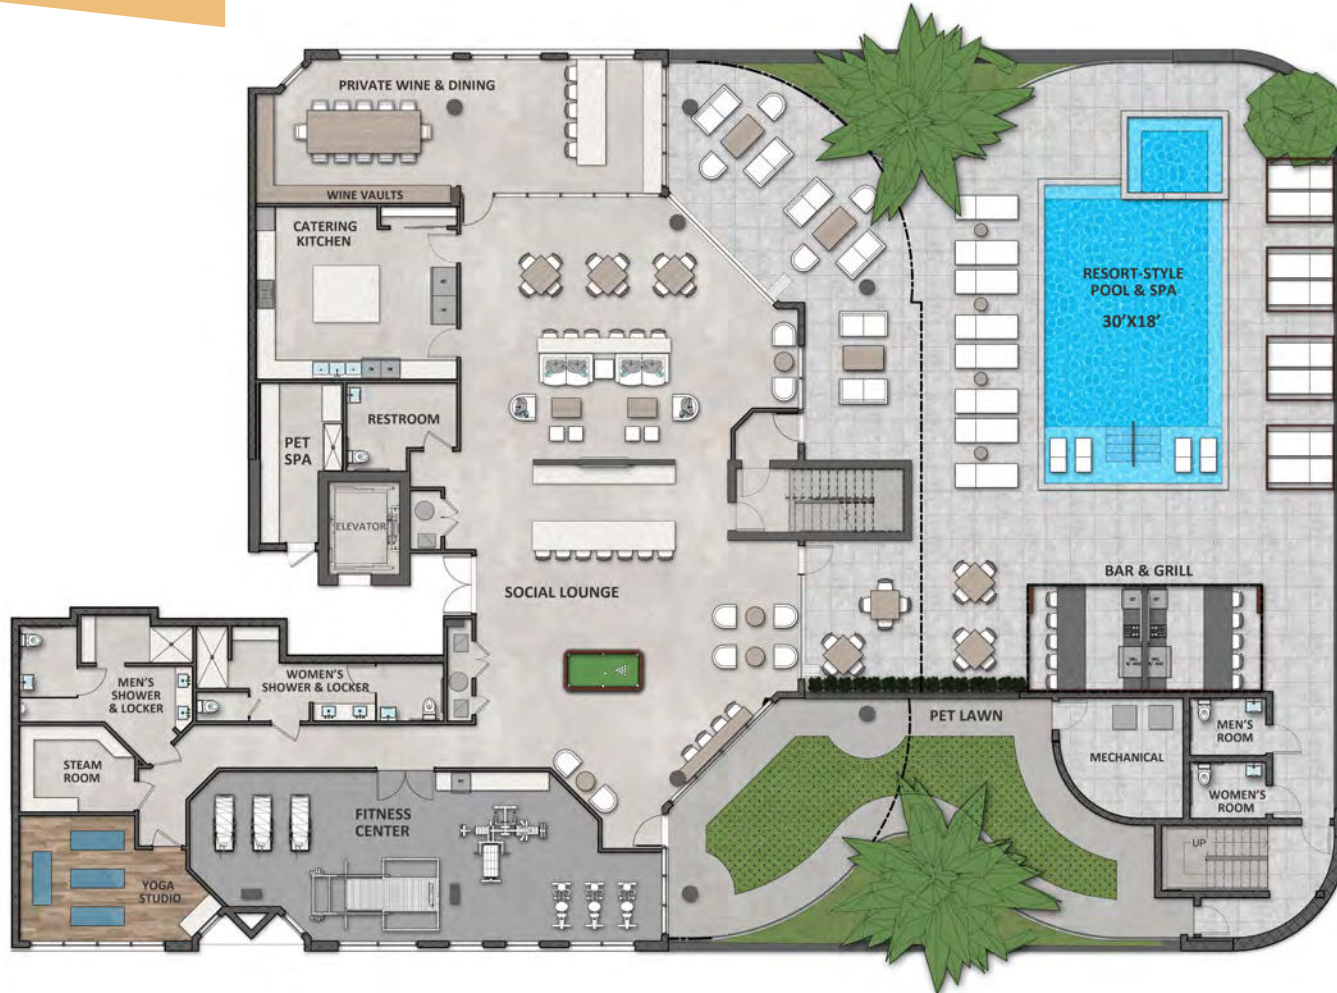 PRIVATE WINE & DINING
WINE VAULTS
CATERING
KITCHEN
RESORT-STYLE
POOL & SPA
30'X18'
RESTROOM
PET
SPA
ELEVATOR
SOCIAL LOUNGE
BAR & GRILL
MEN'S
SHOWER
& LOCKER
WOMEN'S
SHOWER & LOCKER
STEAM
ROOM
PET LAWN
MECHANICAL
MEN'S
ROOM
WOMEN'S
ROOM
UP
FITNESS
CENTER
YOGA
STUDIO